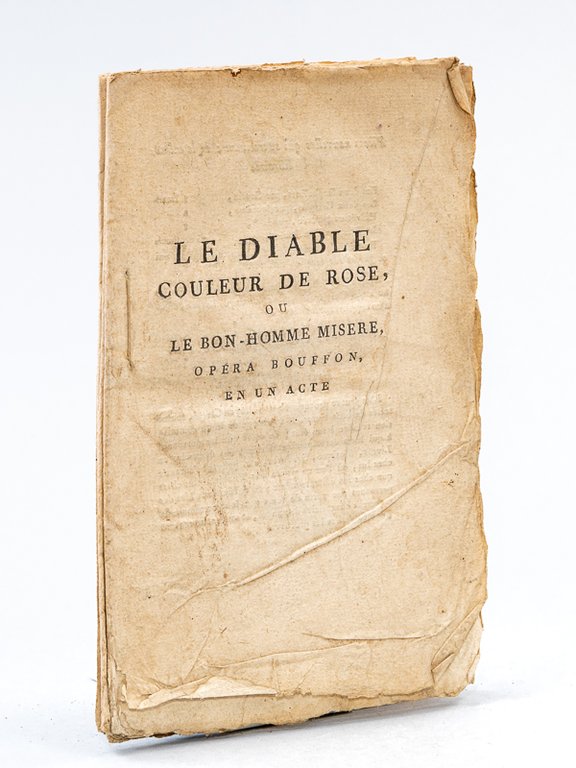 LE DIABLE
COULEUR DE ROSE,
OU
LE BON-HOMME MISERE,
OPÉRA BOUFFON,
EN UN ACTE